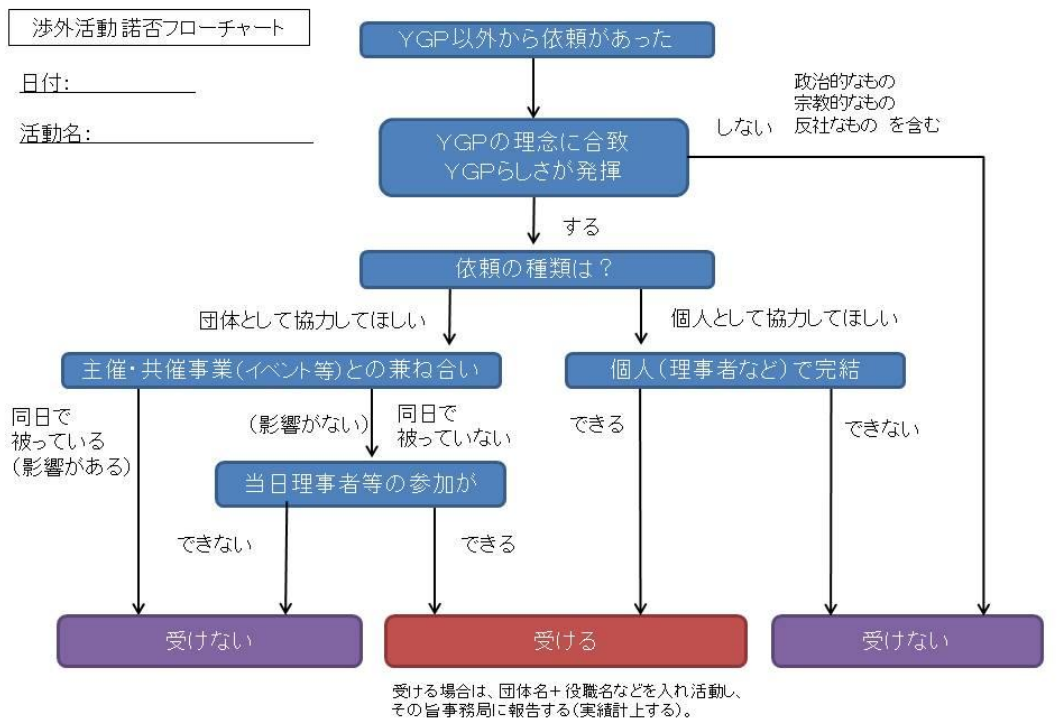 渉外活動諾否フローチャート
日付：
活動名：
YGP以外から依頼があった
YGPの理念に合致
YGPらしさが発揮
しない
政治的なもの
宗教的なもの
反社なもの を含む
する
依頼の種類は？
団体として協力してほしい
個人として協力してほしい
主催・共催事業(イベント等)との兼ね合い
個人（理事者など）で完結
同日で
被っている
(影響がある)
(影響がない)
同日で
被っていない
できる
できない
当日理事者等の参加が
できない
できる
受けない
受ける
受けない
受ける場合は、団体名＋役職名などを入れ活動し、
その旨事務局に報告する(実績計上する)。